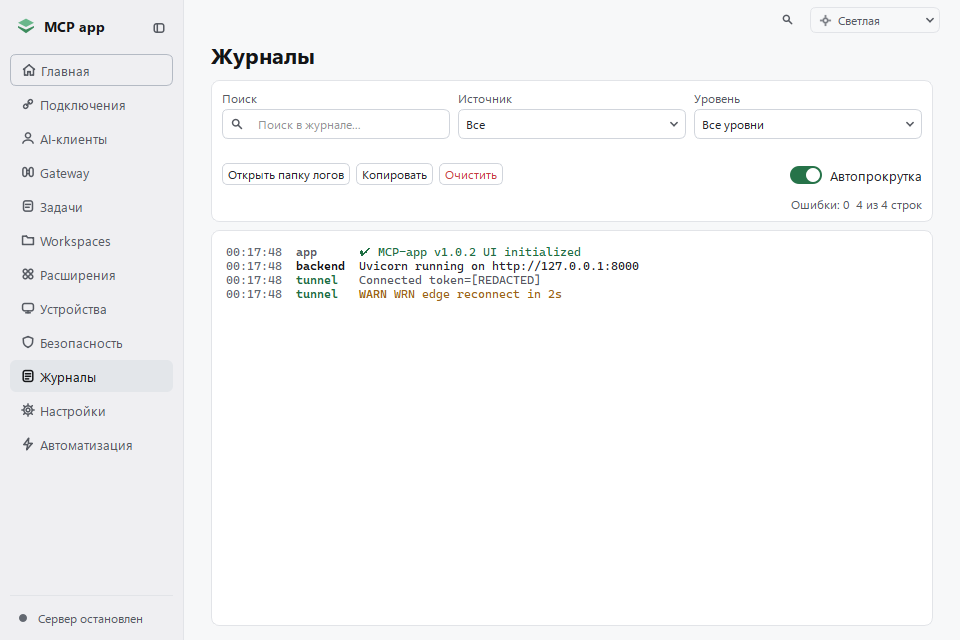 MCP app
Главная
Подключения
AI-клиенты
Gateway
Задачи
Workspaces
Расширения
Устройства
Безопасность
Журналы
Настройки
Автоматизация
Сервер остановлен
Светлая
Журналы
Поиск
Источник
Уровень
Поиск в журнале...
Все
Все уровни
Открыть папку логов
Копировать
Очистить
Автопрокрутка
Ошибки: 0 4 из 4 строк
00:17:48 app ✔ MCP-app v1.0.2 UI initialized
00:17:48 backend Uvicorn running on http://127.0.0.1:8000
00:17:48 tunnel Connected token=[REDACTED]
00:17:48 tunnel WARN WRN edge reconnect in 2s